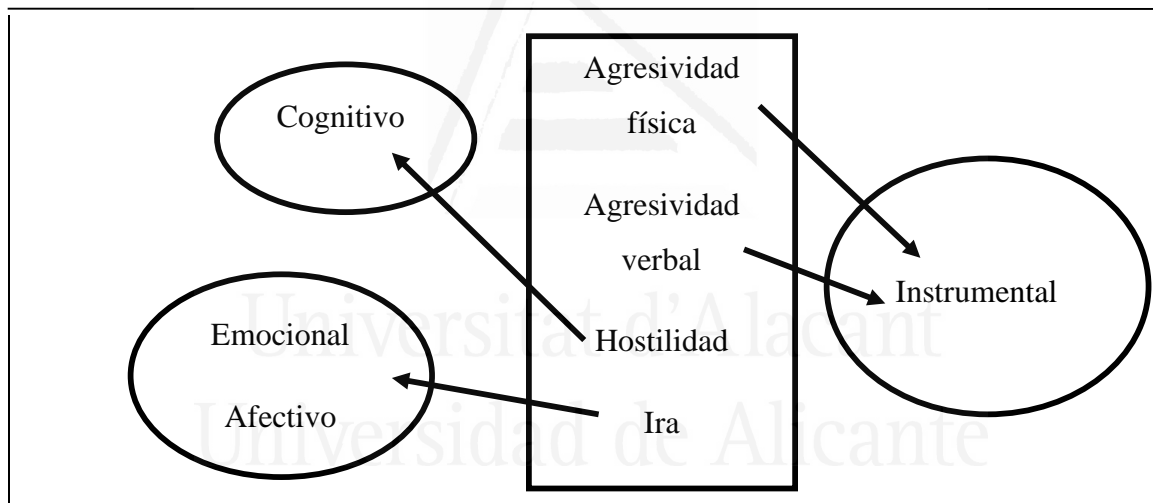 Cognitivo
Emocional
Afectivo
Agresividad
física
Agresividad
verbal
Hostilidad
Ira
Instrumental
Universitat d'Alacant
Universidad de Alicante